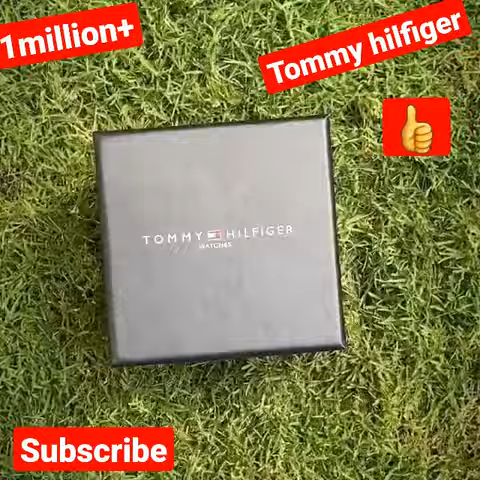 1million+
Tommy hilfiger
👍
TOMMY HILFIGER
WATCHES
Subscribe